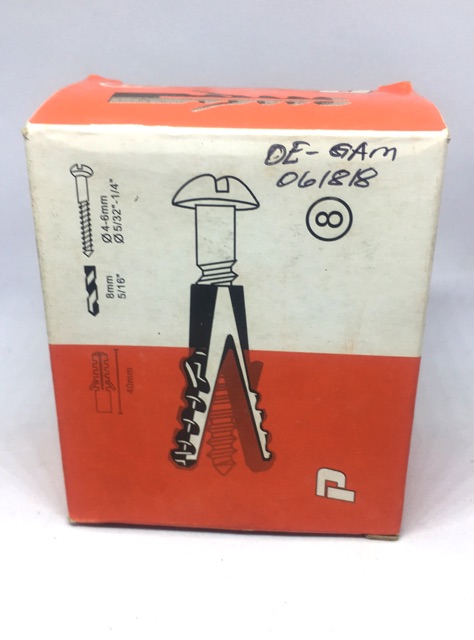 DE-GAM
061818
8
Ø 4-6mm
Ø 5/32"-1/4"
8mm
5/16"
40mm
P